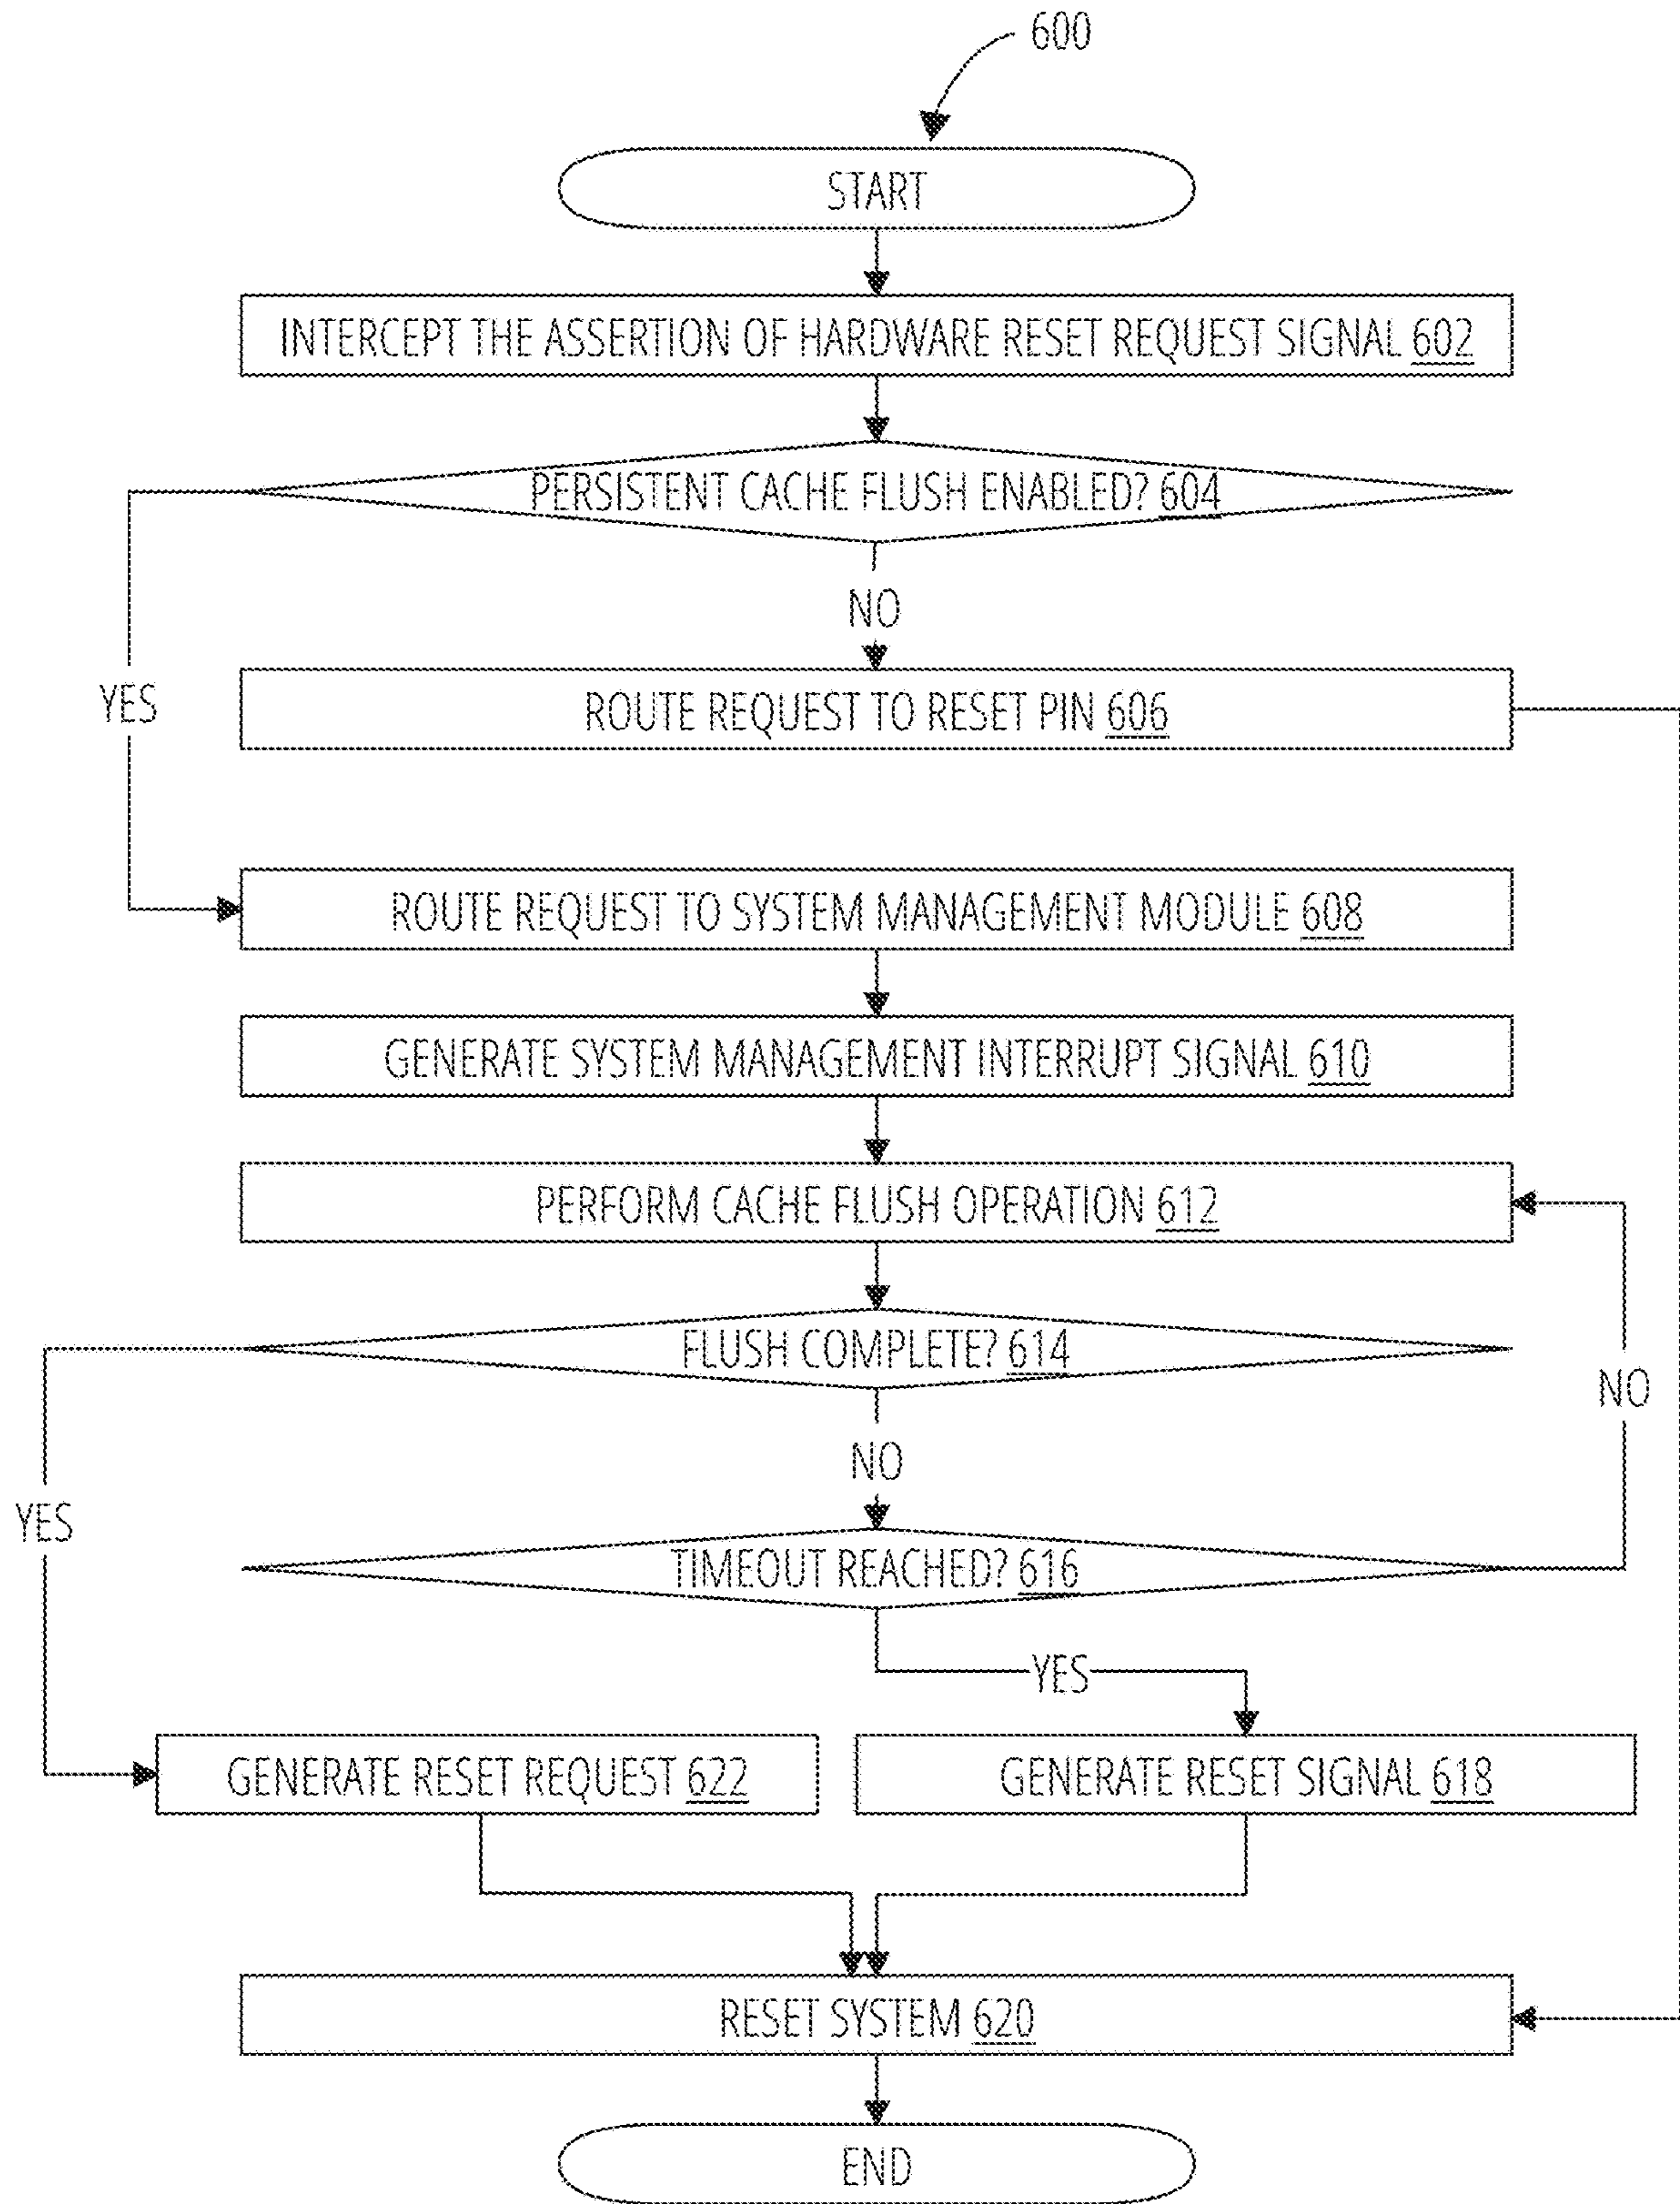 600
START
INTERCEPT THE ASSERTION OF HARDWARE RESET REQUEST SIGNAL 602
PERSISTENT CACHE FLUSH ENABLED? 604
NO
YES
ROUTE REQUEST TO RESET PIN 606
ROUTE REQUEST TO SYSTEM MANAGEMENT MODULE 608
GENERATE SYSTEM MANAGEMENT INTERRUPT SIGNAL 610
PERFORM CACHE FLUSH OPERATION 612
FLUSH COMPLETE? 614
NO
NO
YES
TIMEOUT REACHED? 616
YES
GENERATE RESET REQUEST 622
GENERATE RESET SIGNAL 618
RESET SYSTEM 620
END